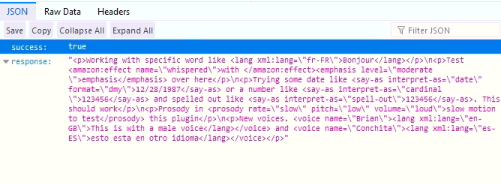 JSON Raw Data Headers
Save Copy Collapse All Expand All Filter JSON
success: true
response: "<p>Working with specific word like <lang xml:lang=\"fr-FR\">Bonjour</lang></p>\n<p>Test
<amazon:effect name=\"whispered\">with </amazon:effect><emphasis level=\"moderate
\">emphasis</emphasis> over here</p>\n<p>Trying some date like <say-as interpret-as=\"date\"
format=\"dmy\">12/28/1987</say-as> or a number like <say-as interpret-as=\"cardinal
\">123456</say-as> and spelled out like <say-as interpret-as=\"spell-out\">123456</say-as>. This
should work</p>\n<p>Prosody in <prosody rate=\"slow\" pitch=\"low\" volume=\"loud\">slow motion
to test</prosody> this plugin</p>\n<p>New voices. <voice name=\"Brian\"><lang xml:lang=\"en-
GB\">This is with a male voice</lang></voice> and <voice name=\"Conchita\"><lang xml:lang=\"es-
ES\">esto esta en otro idioma</lang></voice></p>"